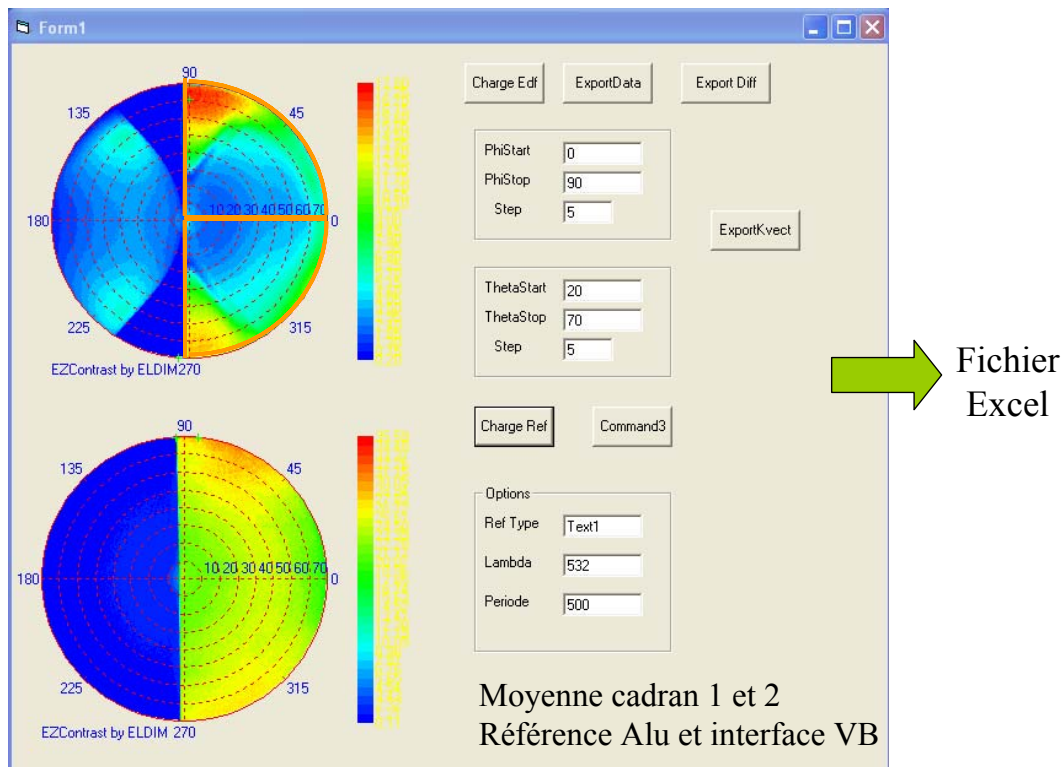 Form1
90
135
45
180
10 20 30 40 50 60 70
0
225
315
EZContrast by ELDIM270
90
135
45
180
10 20 30 40 50 60 70
0
225
315
EZContrast by ELDIM 270
Charge Edf
ExportData
Export Diff
PhiStart
0
PhiStop
90
Step
5
ExportKvect
ThetaStart
20
ThetaStop
70
Step
5
Charge Ref
Command3
Options
Ref Type
Text1
Lambda
532
Periode
500
Moyenne cadran 1 et 2
Référence Alu et interface VB
Fichier
Excel